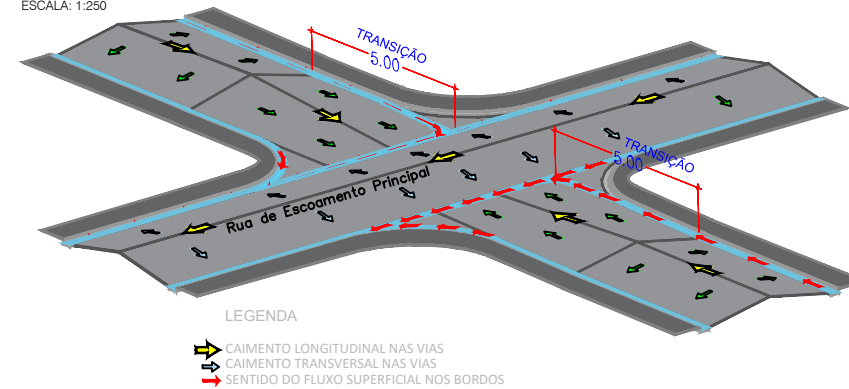 ESCALA: 1:250
TRANSIÇÃO
5.00
TRANSIÇÃO
5.00
Rua de Escoamento Principal
LEGENDA
CAIMENTO LONGITUDINAL NAS VIAS
CAIMENTO TRANSVERSAL NAS VIAS
SENTIDO DO FLUXO SUPERFICIAL NOS BORDOS